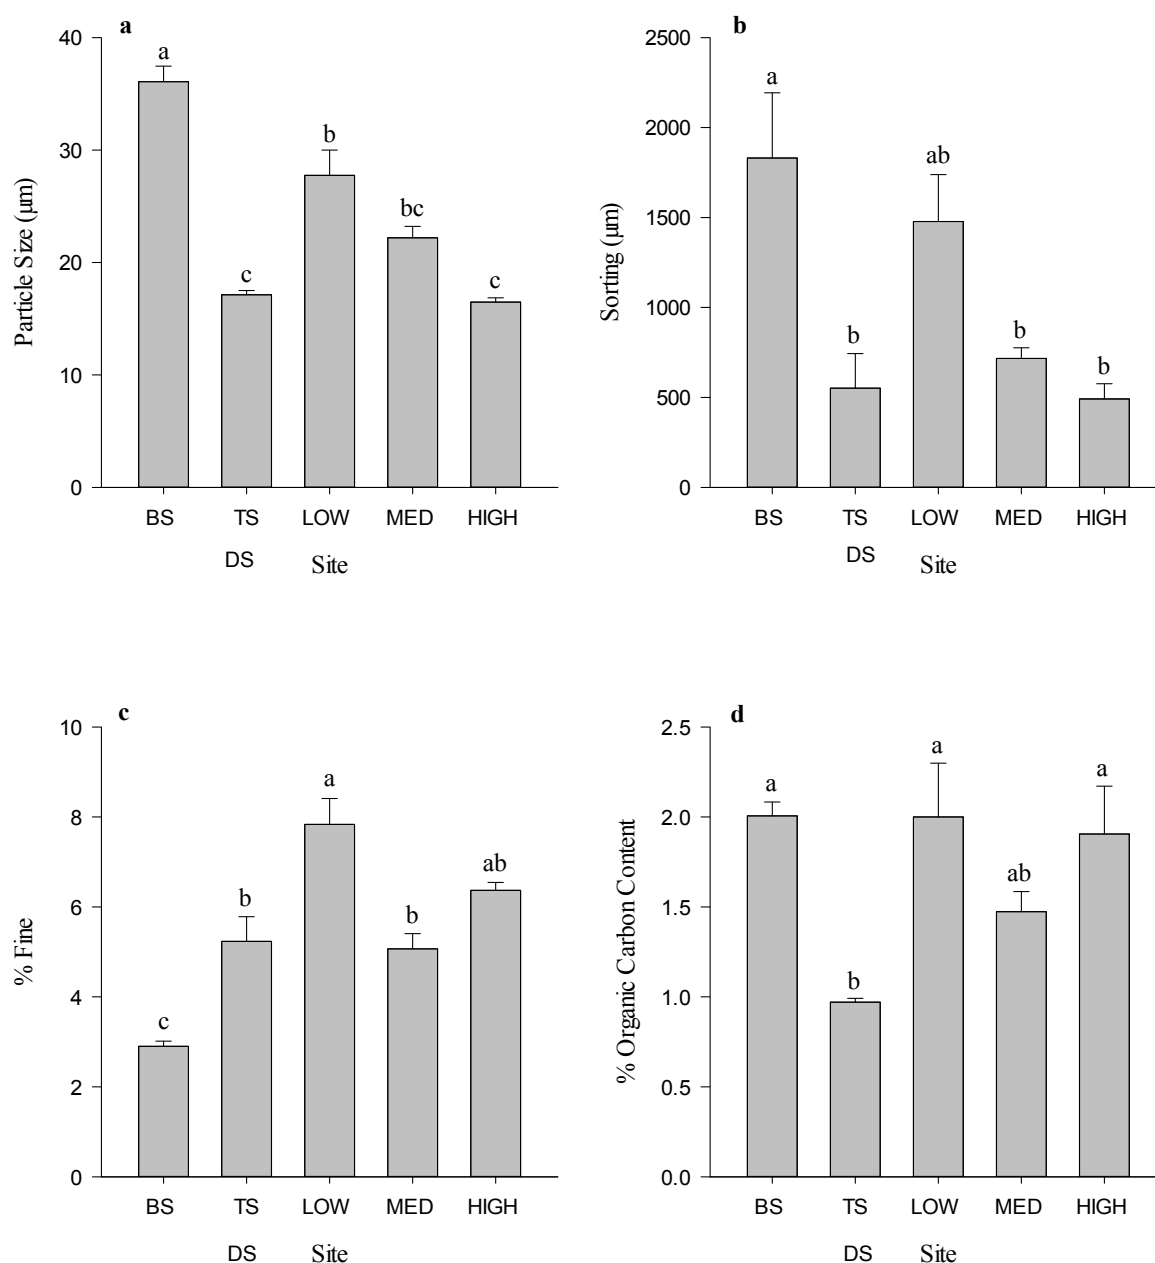 a
40
30
20
10
0
Particle Size (µm)
a
c
b
bc
c
BS TS LOW MED HIGH
DS Site
b
2500
2000
1500
1000
500
0
Sorting (µm)
a
b
ab
b
b
BS TS LOW MED HIGH
DS Site
c
10
8
6
4
2
0
% Fine
c
b
a
b
ab
BS TS LOW MED HIGH
DS Site
d
2.5
2.0
1.5
1.0
0.5
0.0
% Organic Carbon Content
a
b
a
ab
a
BS TS LOW MED HIGH
DS Site